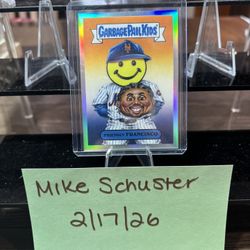 GARBAGE PAIL KIDS
FRANCISCO
Mike Schuster
2/17/26